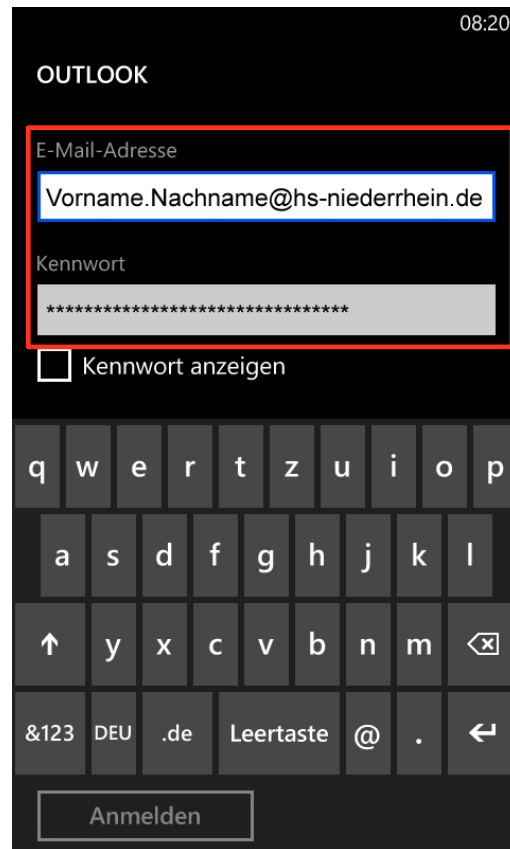 08:20
OUTLOOK
E-Mail-Adresse
Vorname.Nachname@hs-niederrhein.de
Kennwort
********************************
Kennwort anzeigen
q w e r t z u i o p
a s d f g h j k l
y x c v b n m
&123 DEU .de Leertaste @ .
Anmelden